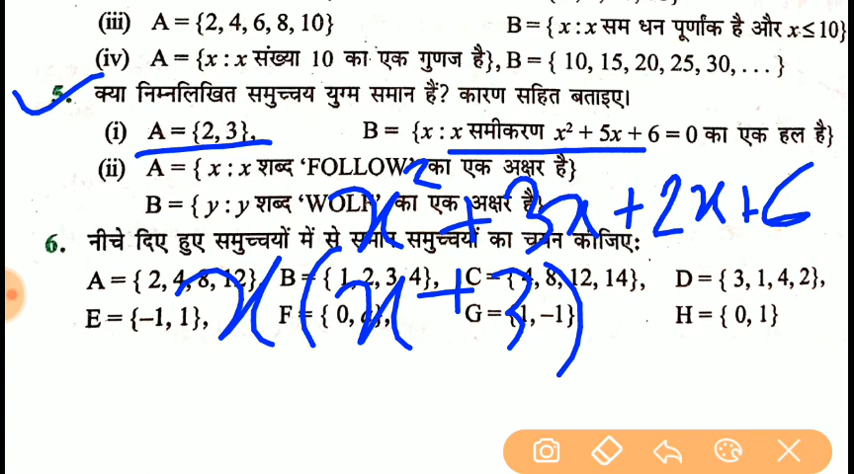 (iii) A = {2, 4, 6, 8, 10} B = { x : x सम धन पूर्णांक है और x ≤ 10}
(iv) A = {x : x संख्या 10 का एक गुणज है}, B = { 10, 15, 20, 25, 30, . . . }
5. क्या निम्नलिखित समुच्चय युग्म समान हैं? कारण सहित बताइए।
(i) A = {2, 3}, B = {x : x समीकरण x² + 5x + 6 = 0 का एक हल है}
(ii) A = { x : x शब्द ‘FOLLOW’ का एक अक्षर है}
B = { y : y शब्द ‘WOLF’ का एक अक्षर है}
x² + 3x + 2x + 6
6. नीचे दिए हुए समुच्चयों में से समान समुच्चयों का चयन कीजिए:
A = { 2, 4, 8, 12}, B = { 1, 2, 3, 4}, C = { 4, 8, 12, 14}, D = { 3, 1, 4, 2},
x(x + 3)
E = {–1, 1}, F = { 0, G = {1, –1} H = { 0, 1}